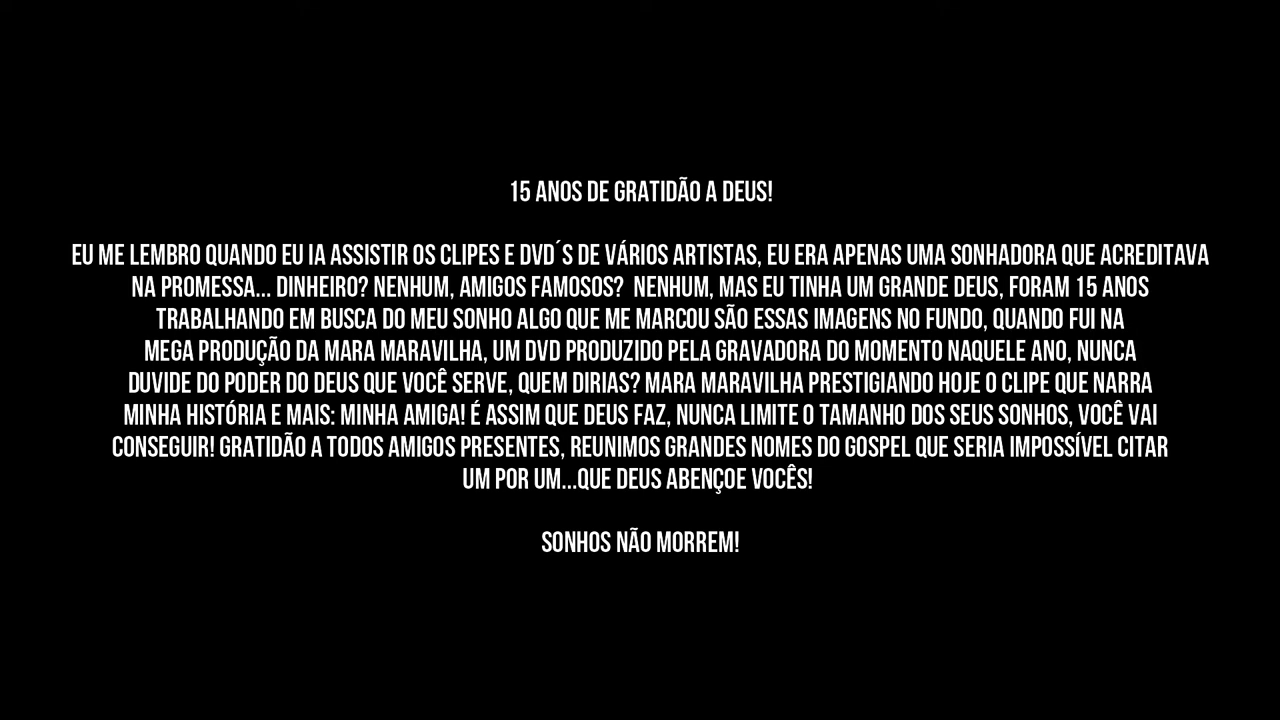 15 ANOS DE GRATIDÃO A DEUS!
EU ME LEMBRO QUANDO EU IA ASSISTIR OS CLIPES E DVD´S DE VÁRIOS ARTISTAS, EU ERA APENAS UMA SONHADORA QUE ACREDITAVA
NA PROMESSA... DINHEIRO? NENHUM, AMIGOS FAMOSOS? NENHUM, MAS EU TINHA UM GRANDE DEUS, FORAM 15 ANOS
TRABALHANDO EM BUSCA DO MEU SONHO ALGO QUE ME MARCOU SÃO ESSAS IMAGENS NO FUNDO, QUANDO FUI NA
MEGA PRODUÇÃO DA MARA MARAVILHA, UM DVD PRODUZIDO PELA GRAVADORA DO MOMENTO NAQUELE ANO, NUNCA
DUVIDE DO PODER DO DEUS QUE VOCÊ SERVE, QUEM DIRIAS? MARA MARAVILHA PRESTIGIANDO HOJE O CLIPE QUE NARRA
MINHA HISTÓRIA E MAIS: MINHA AMIGA! É ASSIM QUE DEUS FAZ, NUNCA LIMITE O TAMANHO DOS SEUS SONHOS, VOCÊ VAI
CONSEGUIR! GRATIDÃO A TODOS AMIGOS PRESENTES, REUNIMOS GRANDES NOMES DO GOSPEL QUE SERIA IMPOSSÍVEL CITAR
UM POR UM...QUE DEUS ABENÇOE VOCÊS!
SONHOS NÃO MORREM!